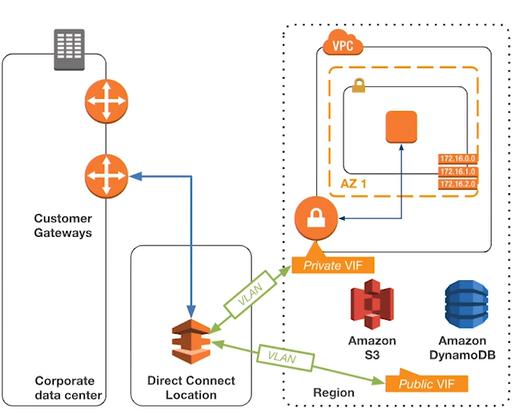 VPC
172.16.0.0
172.16.1.0
172.16.2.0
AZ 1
Customer
Gateways
Private VIF
VLAN
Amazon
S3
Amazon
DynamoDB
VLAN
Public VIF
Corporate
data center
Direct Connect
Location
Region